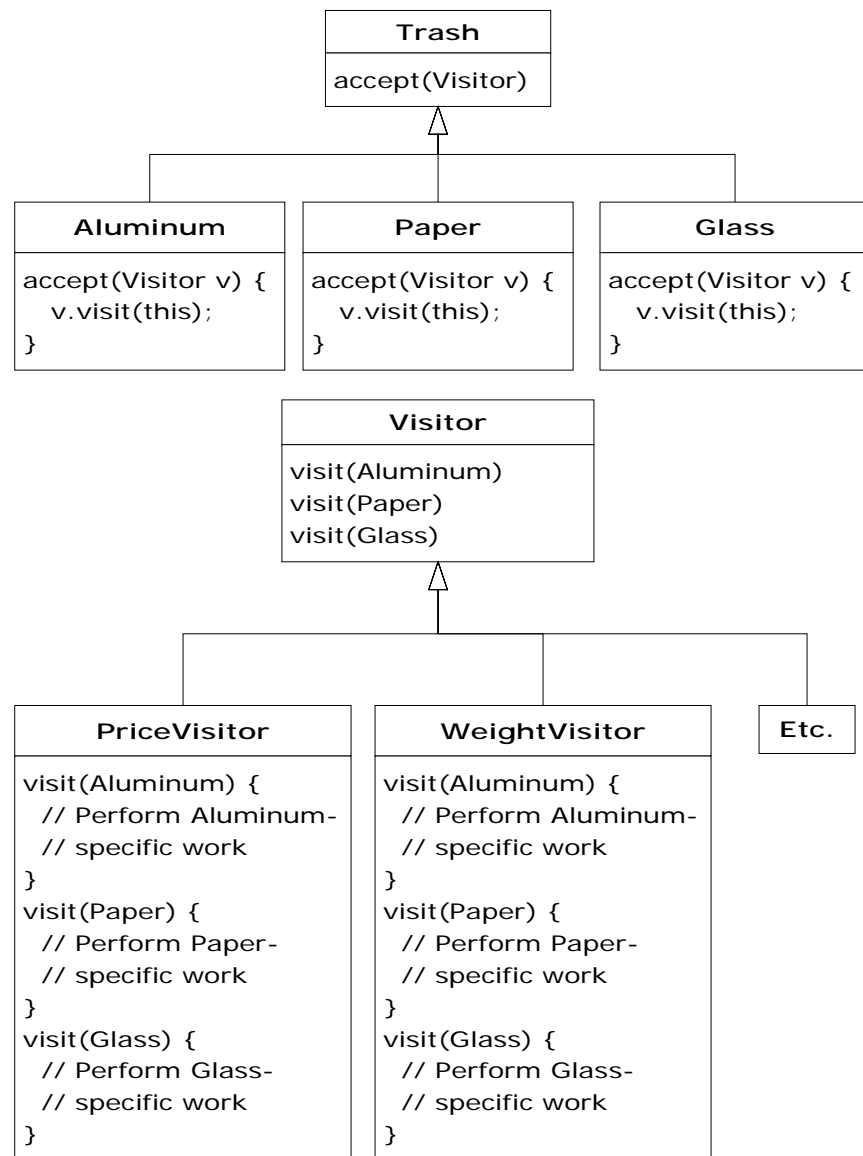 Trash
accept(Visitor)
Aluminum
accept(Visitor v) {
v.visit(this);
}
Paper
accept(Visitor v) {
v.visit(this);
}
Glass
accept(Visitor v) {
v.visit(this);
}
Visitor
visit(Aluminum)
visit(Paper)
visit(Glass)
PriceVisitor
visit(Aluminum) {
// Perform Aluminum-
// specific work
}
visit(Paper) {
// Perform Paper-
// specific work
}
visit(Glass) {
// Perform Glass-
// specific work
}
WeightVisitor
visit(Aluminum) {
// Perform Aluminum-
// specific work
}
visit(Paper) {
// Perform Paper-
// specific work
}
visit(Glass) {
// Perform Glass-
// specific work
}
Etc.